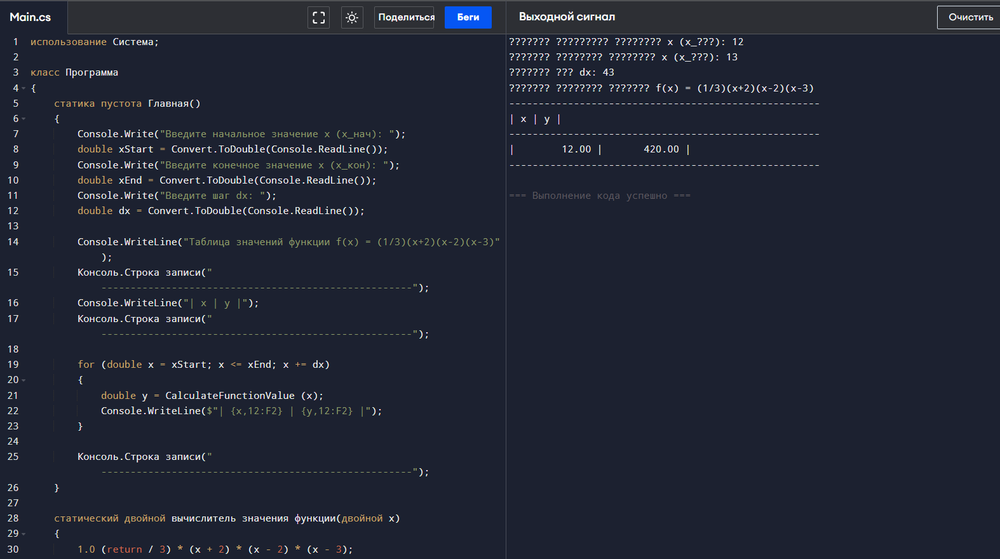 Main.cs Поделиться Беги
1 использование Система;
2
3 класс Программа
4 {
5 статика пустота Главная()
6 {
7 Console.Write("Введите начальное значение x (x_нач): ");
8 double xStart = Convert.ToDouble(Console.ReadLine());
9 Console.Write("Введите конечное значение x (x_кон): ");
10 double xEnd = Convert.ToDouble(Console.ReadLine());
11 Console.Write("Введите шаг dx: ");
12 double dx = Convert.ToDouble(Console.ReadLine());
13
14 Console.WriteLine("Таблица значений функции f(x) = (1/3)(x+2)(x-2)(x-3)"
);
15 Консоль.Строка записи("
-----------------------------------------------------");
16 Console.WriteLine("| x | y |");
17 Консоль.Строка записи("
-----------------------------------------------------");
18
19 for (double x = xStart; x <= xEnd; x += dx)
20 {
21 double y = CalculateFunctionValue (x);
22 Console.WriteLine($"| {x,12:F2} | {y,12:F2} |");
23 }
24
25 Консоль.Строка записи("
-----------------------------------------------------");
26 }
27
28 статический двойной вычислитель значения функции(двойной x)
29 {
30 1.0 (return / 3) * (x + 2) * (x - 2) * (x - 3);
Выходной сигнал Очистить
??????? ????????? ???????? x (x_???): 12
??????? ???????? ???????? x (x_???): 13
??????? ??? dx: 43
??????? ???????? ??????? f(x) = (1/3)(x+2)(x-2)(x-3)
-----------------------------------------------------
| x | y |
-----------------------------------------------------
| 12.00 | 420.00 |
-----------------------------------------------------
=== Выполнение кода успешно ===